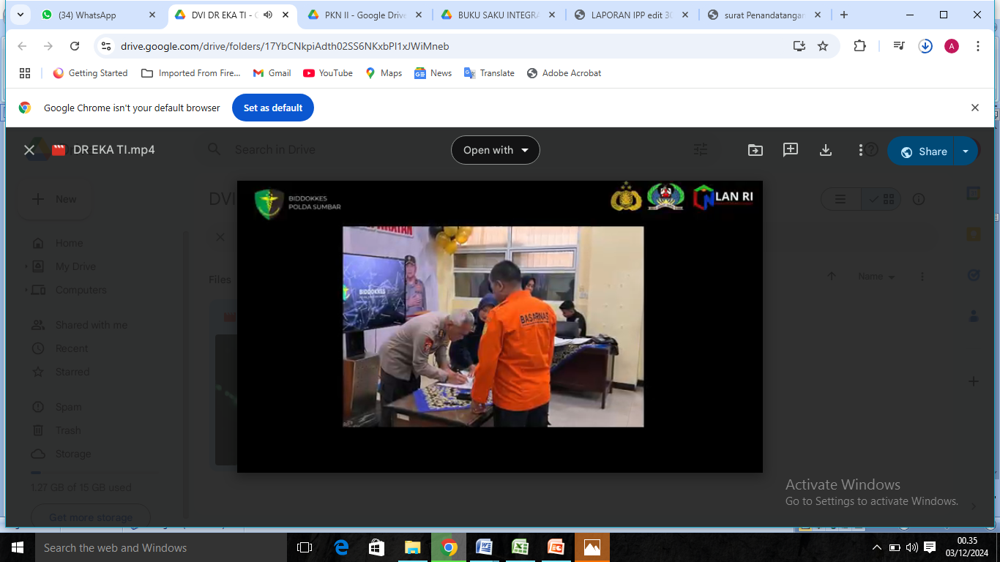 (34) WhatsApp
DVI DR EKA TI - G
PKN II - Google Drive
BUKU SAKU INTEGRA
LAPORAN IPP edit 30
surat Penandatangan
drive.google.com/drive/folders/17YbCNkpiAdth02SS6NKxbPl1xJWiMneb
A
Getting Started
Imported From Fire...
Gmail
YouTube
Maps
News
Translate
Adobe Acrobat
Google Chrome isn't your default browser
Set as default
DR EKA TI.mp4
Search in Drive
Open with
Share
New
DVI
Home
My Drive
Computers
Shared with me
Recent
Starred
Spam
Trash
Storage
1.27 GB of 15 GB used
Get more storage
Files
Name
BIDDOKKES
POLDA SUMBAR
LAN RI
BIDDOKKES
BASARNAS
Activate Windows
Go to Settings to activate Windows.
Search the web and Windows
00.35
03/12/2024